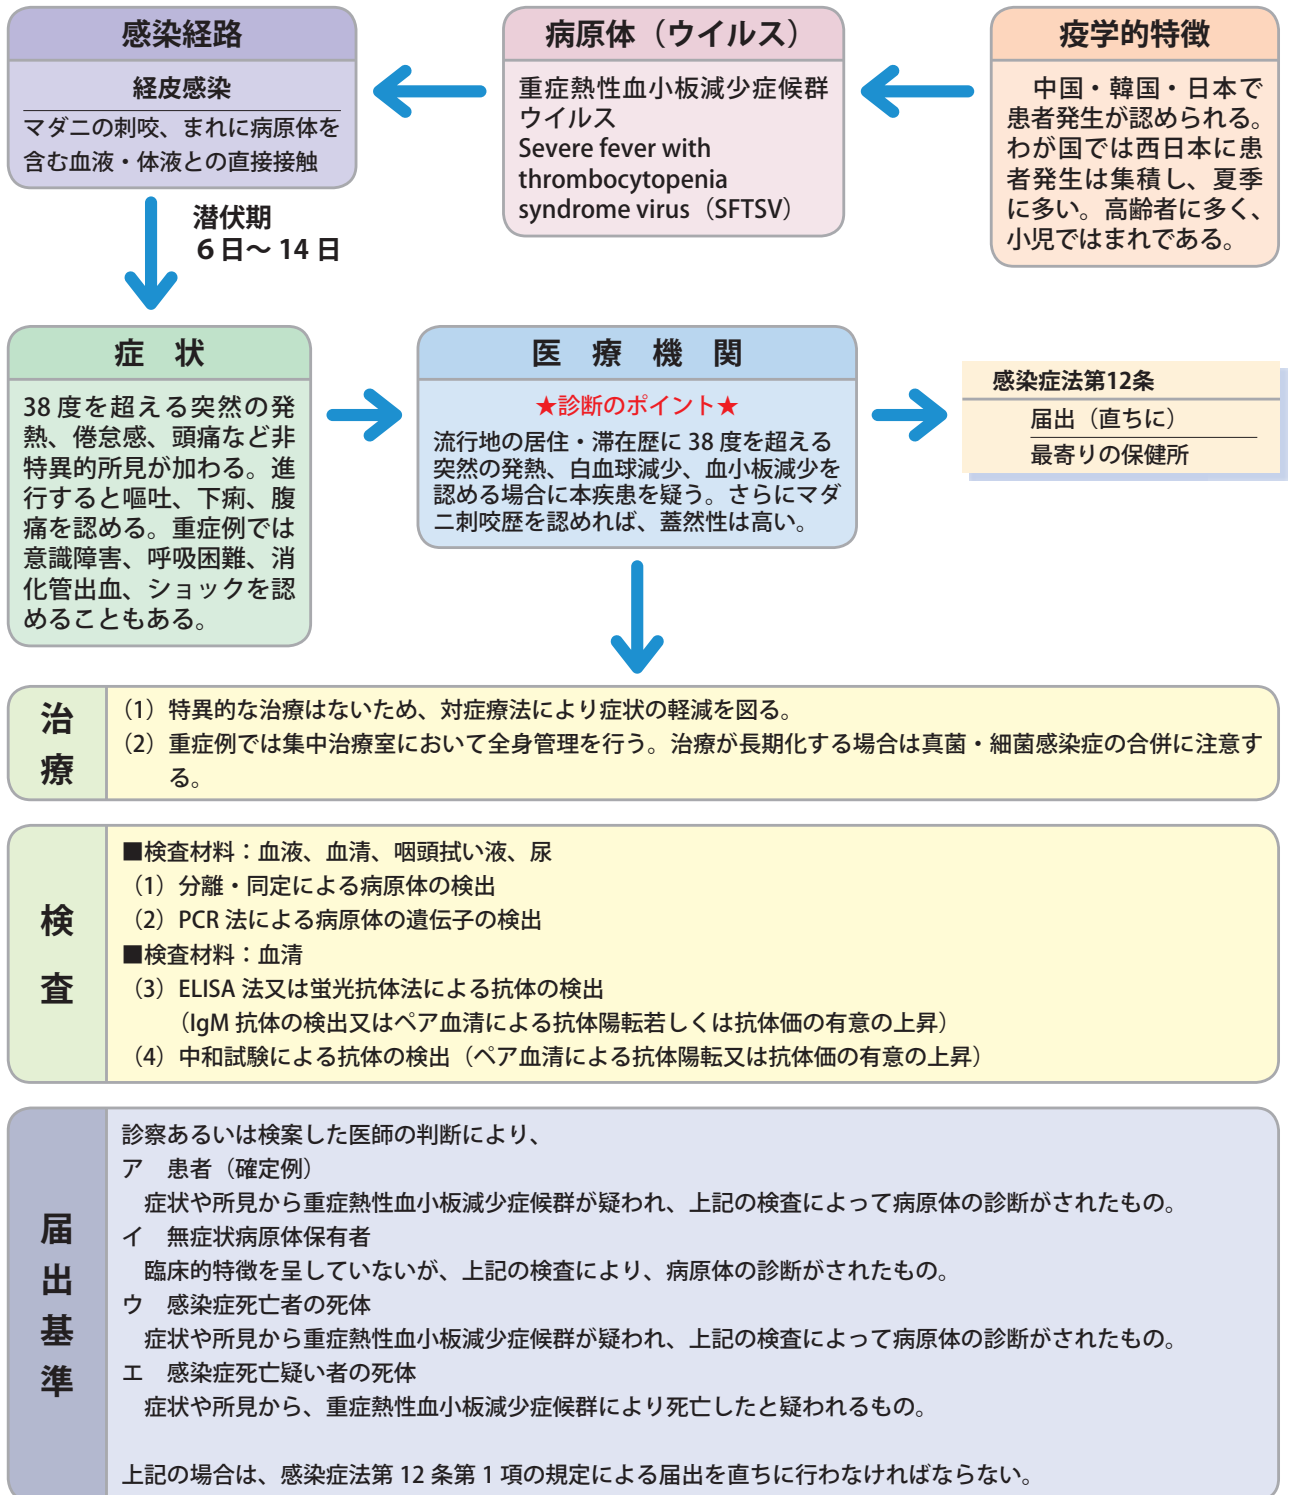 感染経路
経皮感染
マダニの刺咬、まれに病原体を
含む血液・体液との直接接触
病原体（ウイルス）
重症熱性血小板減少症候群
ウイルス
Severe fever with
thrombocytopenia
syndrome virus（SFTSV）
疫学的特徴
中国・韓国・日本で
患者発生が認められる。
わが国では西日本に患
者発生は集積し、夏季
に多い。高齢者に多く、
小児ではまれである。
潜伏期
６日～ 14 日
症　状
38 度を超える突然の発
熱、倦怠感、頭痛など非
特異的所見が加わる。進
行すると嘔吐、下痢、腹
痛を認める。重症例では
意識障害、呼吸困難、消
化管出血、ショックを認
めることもある。
医　療　機　関
★診断のポイント★
流行地の居住・滞在歴に 38 度を超える
突然の発熱、白血球減少、血小板減少を
認める場合に本疾患を疑う。さらにマダ
ニ刺咬歴を認めれば、蓋然性は高い。
感染症法第12条
届出（直ちに）
最寄りの保健所
治療
（1）特異的な治療はないため、対症療法により症状の軽減を図る。
（2）重症例では集中治療室において全身管理を行う。治療が長期化する場合は真菌・細菌感染症の合併に注意す
る。
検査
■検査材料：血液、血清、咽頭拭い液、尿
（1）分離・同定による病原体の検出
（2）PCR 法による病原体の遺伝子の検出
■検査材料：血清
（3）ELISA 法又は蛍光抗体法による抗体の検出
（IgM 抗体の検出又はペア血清による抗体陽転若しくは抗体価の有意の上昇）
（4）中和試験による抗体の検出（ペア血清による抗体陽転又は抗体価の有意の上昇）
届出基準
診察あるいは検案した医師の判断により、
ア　患者（確定例）
症状や所見から重症熱性血小板減少症候群が疑われ、上記の検査によって病原体の診断がされたもの。
イ　無症状病原体保有者
臨床的特徴を呈していないが、上記の検査により、病原体の診断がされたもの。
ウ　感染症死亡者の死体
症状や所見から重症熱性血小板減少症候群が疑われ、上記の検査によって病原体の診断がされたもの。
エ　感染症死亡疑い者の死体
症状や所見から、重症熱性血小板減少症候群により死亡したと疑われるもの。
上記の場合は、感染症法第 12 条第 1 項の規定による届出を直ちに行わなければならない。